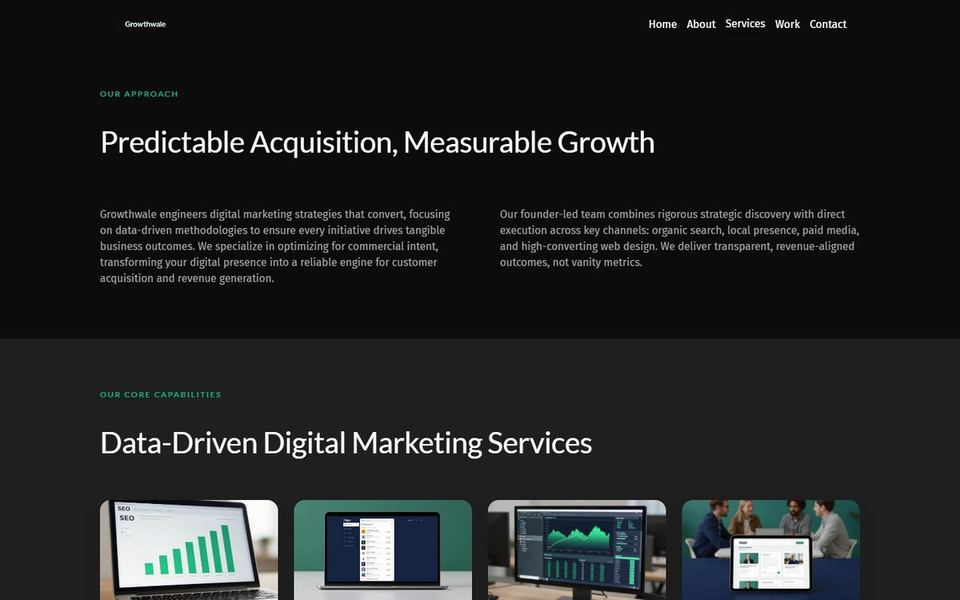 Growthwale
Home About Services Work Contact
OUR APPROACH
Predictable Acquisition, Measurable Growth
Growthwale engineers digital marketing strategies that convert, focusing
on data-driven methodologies to ensure every initiative drives tangible
business outcomes. We specialize in optimizing for commercial intent,
transforming your digital presence into a reliable engine for customer
acquisition and revenue generation.
Our founder-led team combines rigorous strategic discovery with direct
execution across key channels: organic search, local presence, paid media,
and high-converting web design. We deliver transparent, revenue-aligned
outcomes, not vanity metrics.
OUR CORE CAPABILITIES
Data-Driven Digital Marketing Services
SEO
SEO